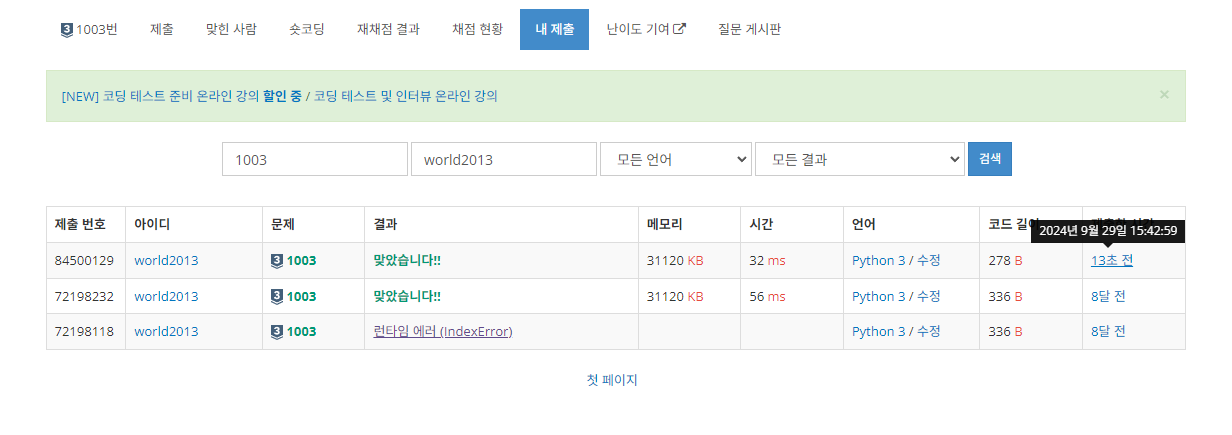 3 1003번 제출 맞힌 사람 숏코딩 재채점 결과 채점 현황 내 제출 난이도 기여 질문 게시판
[NEW] 코딩 테스트 준비 온라인 강의 할인 중 / 코딩 테스트 및 인터뷰 온라인 강의 ×
1003 world2013 모든 언어 모든 결과 검색
제출 번호 아이디 문제 결과 메모리 시간 언어 코드 길이
2024년 9월 29일 15:42:59
84500129 world2013 3 1003 맞았습니다!! 31120 KB 32 ms Python 3 / 수정 278 B 13초 전
72198232 world2013 3 1003 맞았습니다!! 31120 KB 56 ms Python 3 / 수정 336 B 8달 전
72198118 world2013 3 1003 런타임 에러 (IndexError) Python 3 / 수정 336 B 8달 전
첫 페이지